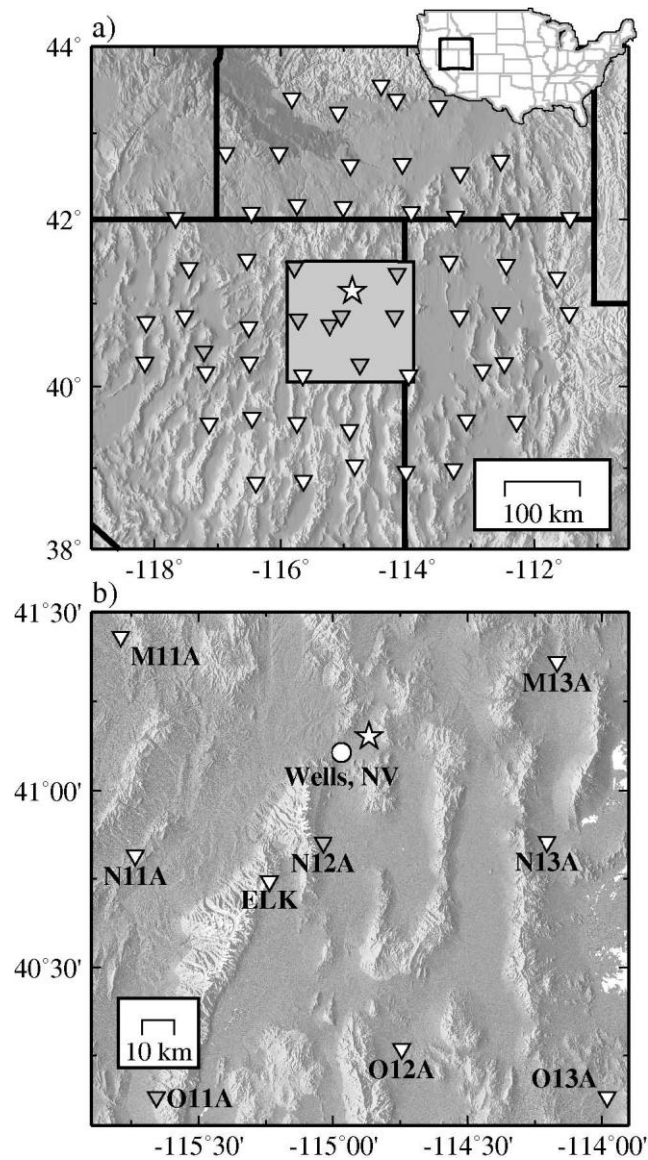 a)
44°
42°
40°
38°
100 km
-118°
-116°
-114°
-112°
b)
41°30'
41°00'
40°30'
M11A
M13A
Wells, NV
N11A
N12A
N13A
ELK
10 km
O11A
O12A
O13A
-115°30'
-115°00'
-114°30'
-114°00'